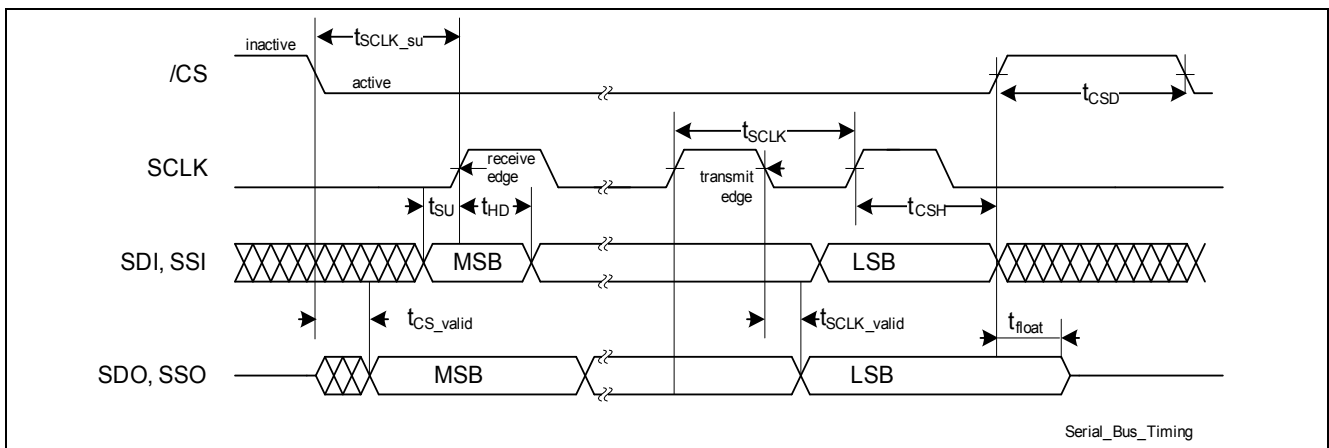 inactive
tSCLK_su
/CS
active
tCSD
tSCLK
SCLK
receive
edge
transmit
edge
tSU
tHD
tCSH
SDI, SSI
MSB
LSB
tCS_valid
tSCLK_valid
tfloat
SDO, SSO
MSB
LSB
Serial_Bus_Timing